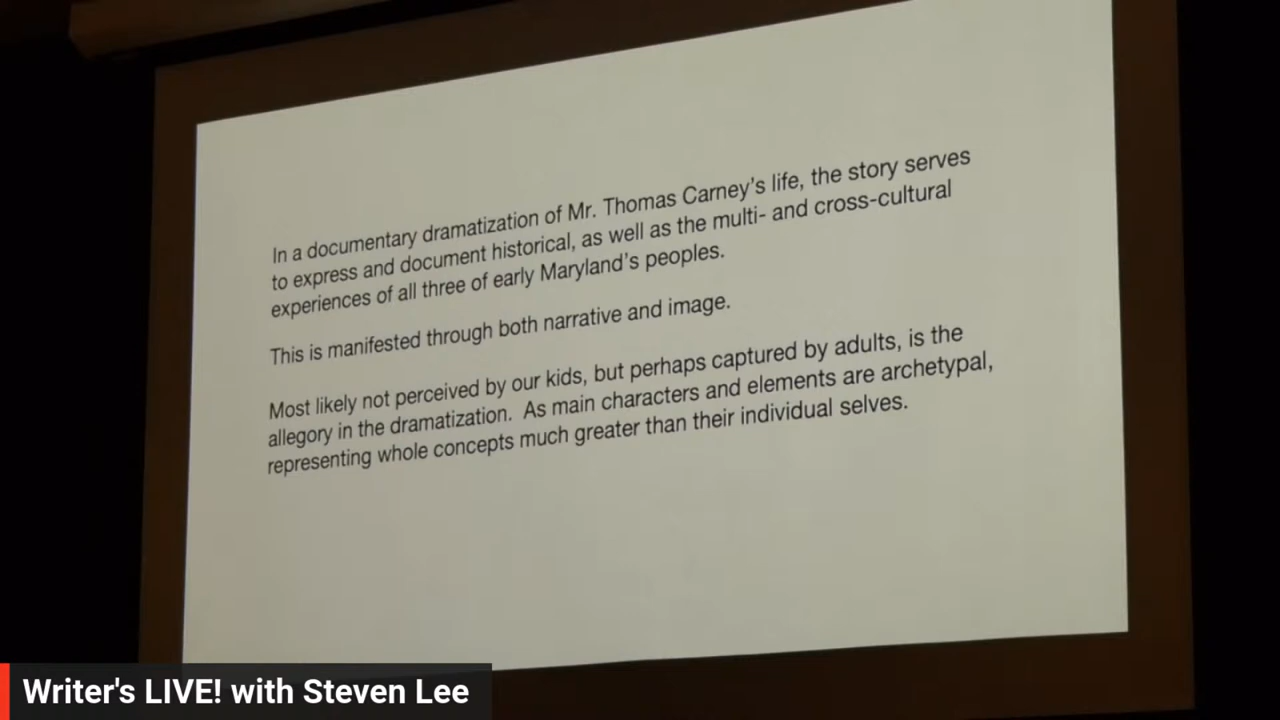 In a documentary dramatization of Mr. Thomas Carney's life, the story serves
to express and document historical, as well as the multi- and cross-cultural
experiences of all three of early Maryland's peoples.
This is manifested through both narrative and image.
Most likely not perceived by our kids, but perhaps captured by adults, is the
allegory in the dramatization.  As main characters and elements are archetypal,
representing whole concepts much greater than their individual selves.
Writer's LIVE! with Steven Lee